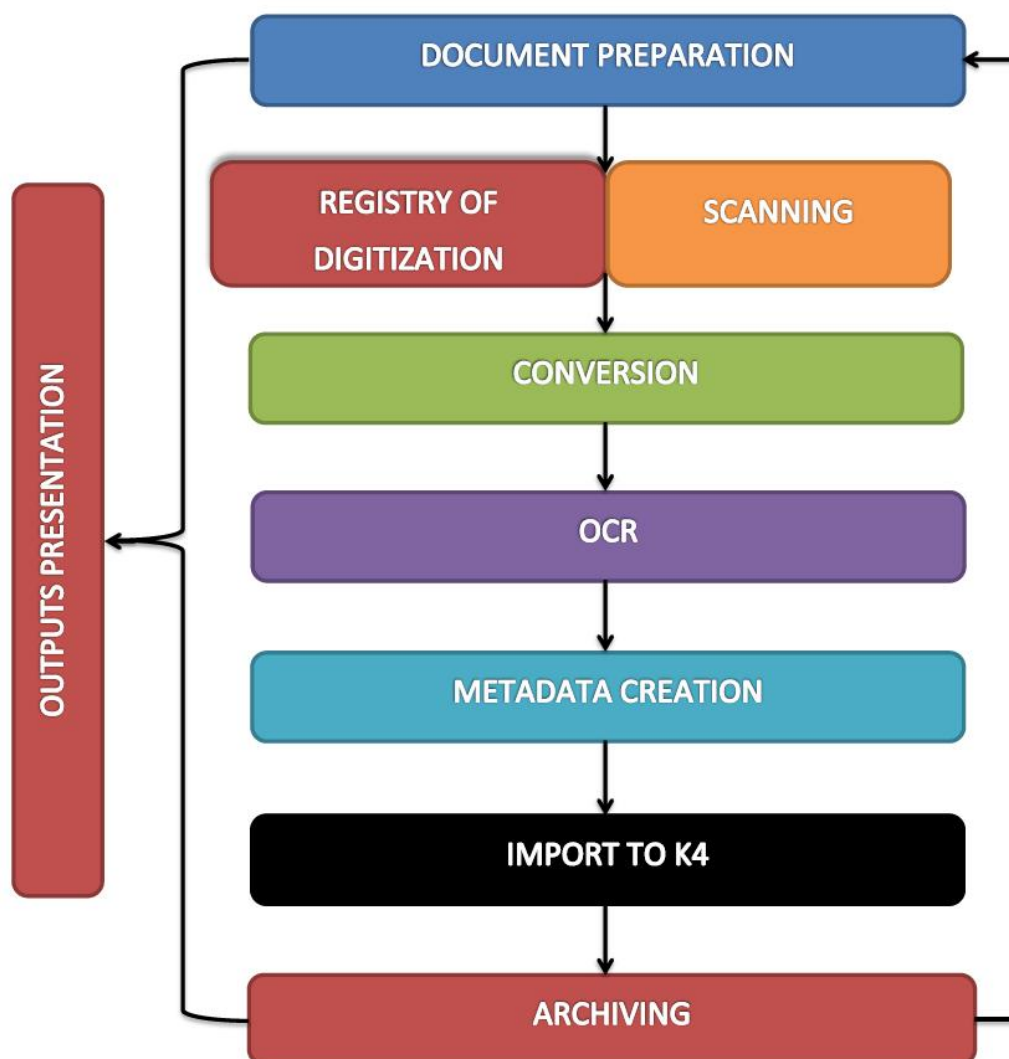 DOCUMENT PREPARATION
REGISTRY OF
DIGITIZATION
SCANNING
CONVERSION
OCR
METADATA CREATION
IMPORT TO K4
ARCHIVING
OUTPUTS PRESENTATION